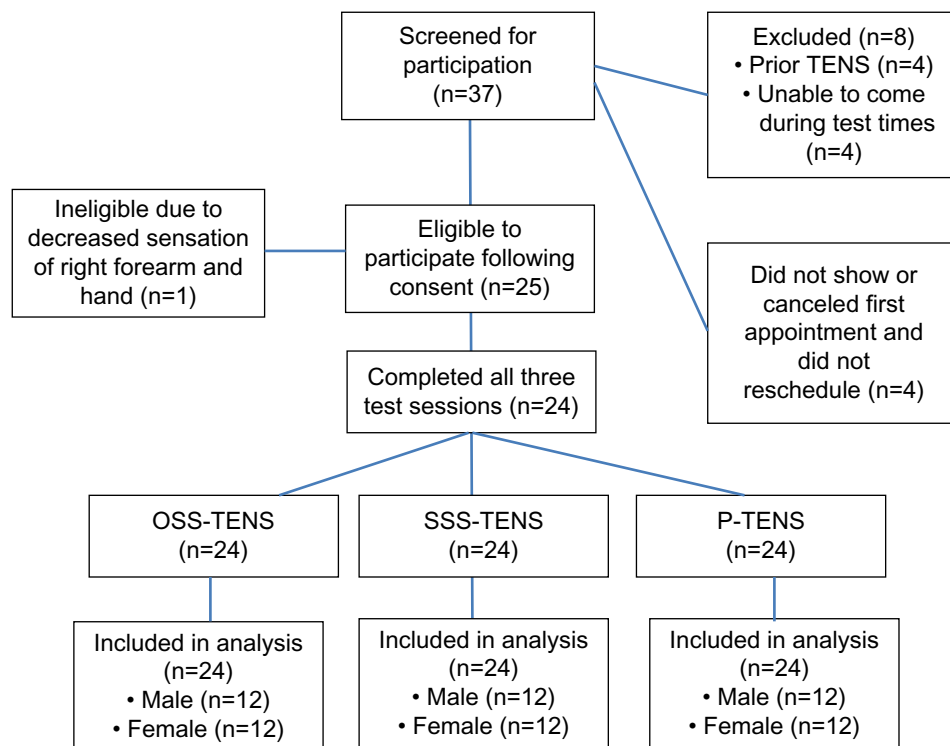 Screened for
participation
(n=37)
Excluded (n=8)
• Prior TENS (n=4)
• Unable to come
during test times
(n=4)
Ineligible due to
decreased sensation
of right forearm and
hand (n=1)
Eligible to
participate following
consent (n=25)
Did not show or
canceled first
appointment and
did not
reschedule (n=4)
Completed all three
test sessions (n=24)
OSS-TENS
(n=24)
SSS-TENS
(n=24)
P-TENS
(n=24)
Included in analysis
(n=24)
• Male (n=12)
• Female (n=12)
Included in analysis
(n=24)
• Male (n=12)
• Female (n=12)
Included in analysis
(n=24)
• Male (n=12)
• Female (n=12)